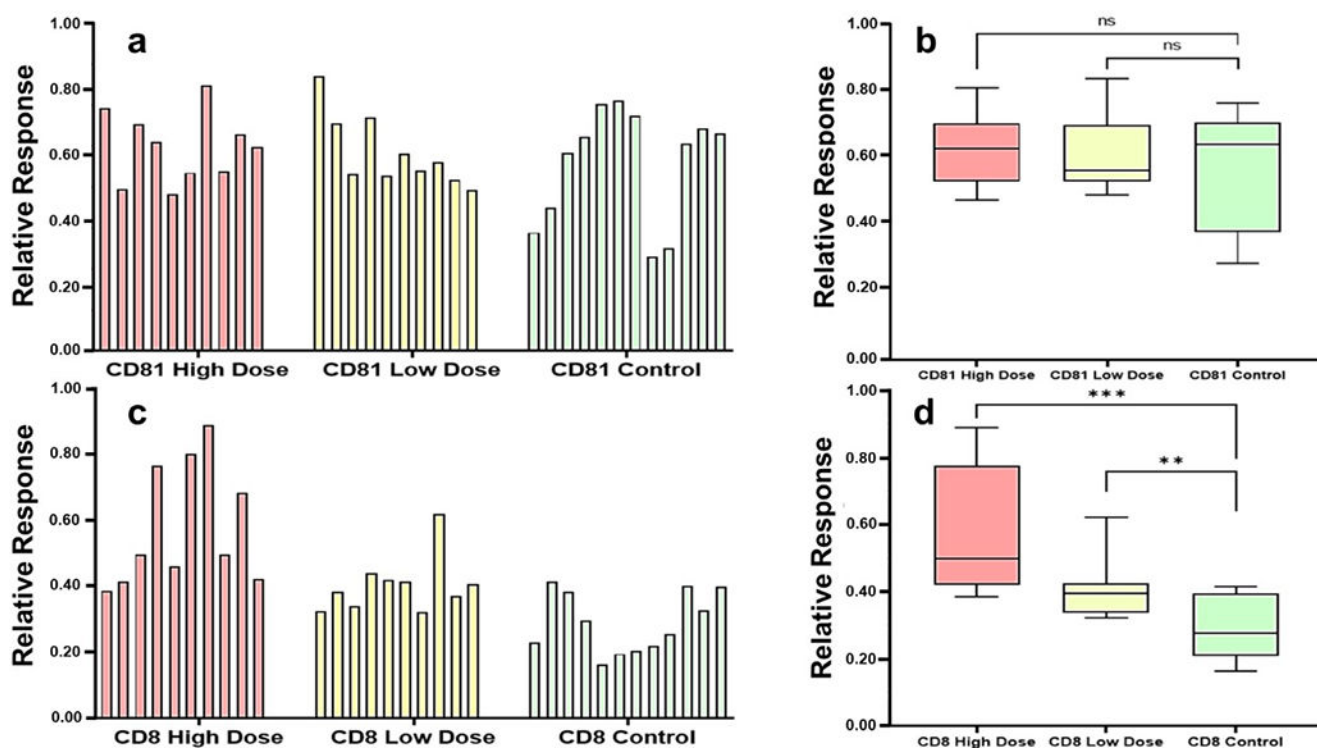 a
Relative Response
1.00
0.80
0.60
0.40
0.20
0.00
CD81 High Dose CD81 Low Dose CD81 Control
b
Relative Response
1.00
0.80
0.60
0.40
0.20
0.00
ns
ns
CD81 High Dose CD81 Low Dose CD81 Control
c
Relative Response
1.00
0.80
0.60
0.40
0.20
0.00
CD8 High Dose CD8 Low Dose CD8 Control
d
Relative Response
1.00
0.80
0.60
0.40
0.20
0.00
***
**
CD8 High Dose CD8 Low Dose CD8 Control